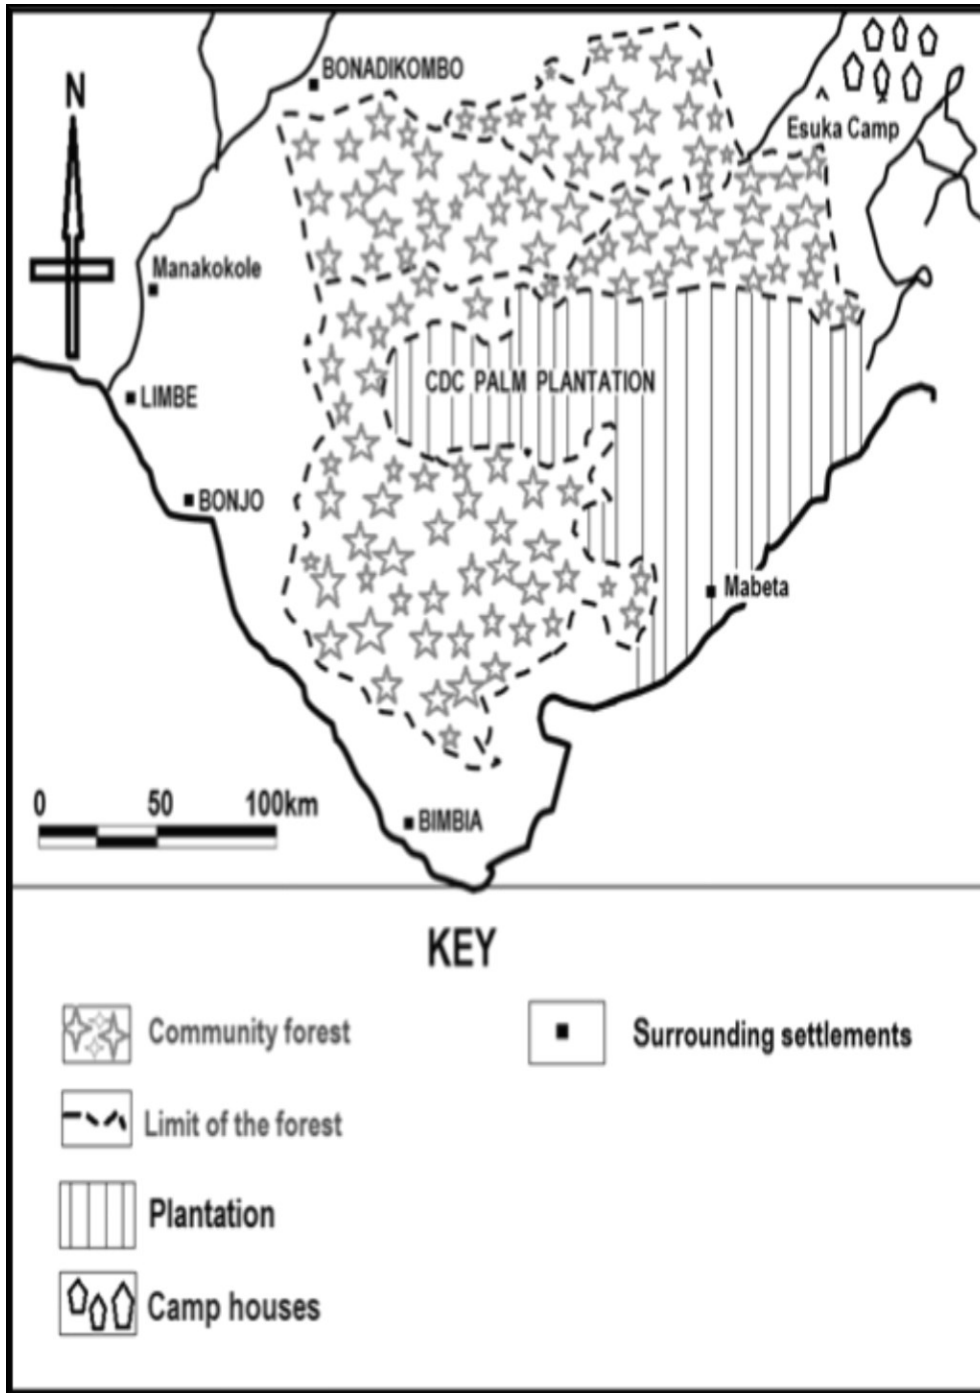 BONADIKOMBO
N
Esuka Camp
Manakokole
CDC PALM PLANTATION
LIMBE
BONJO
Mabeta
0 50 100km
BIMBIA
KEY
Community forest
Surrounding settlements
Limit of the forest
Plantation
Camp houses